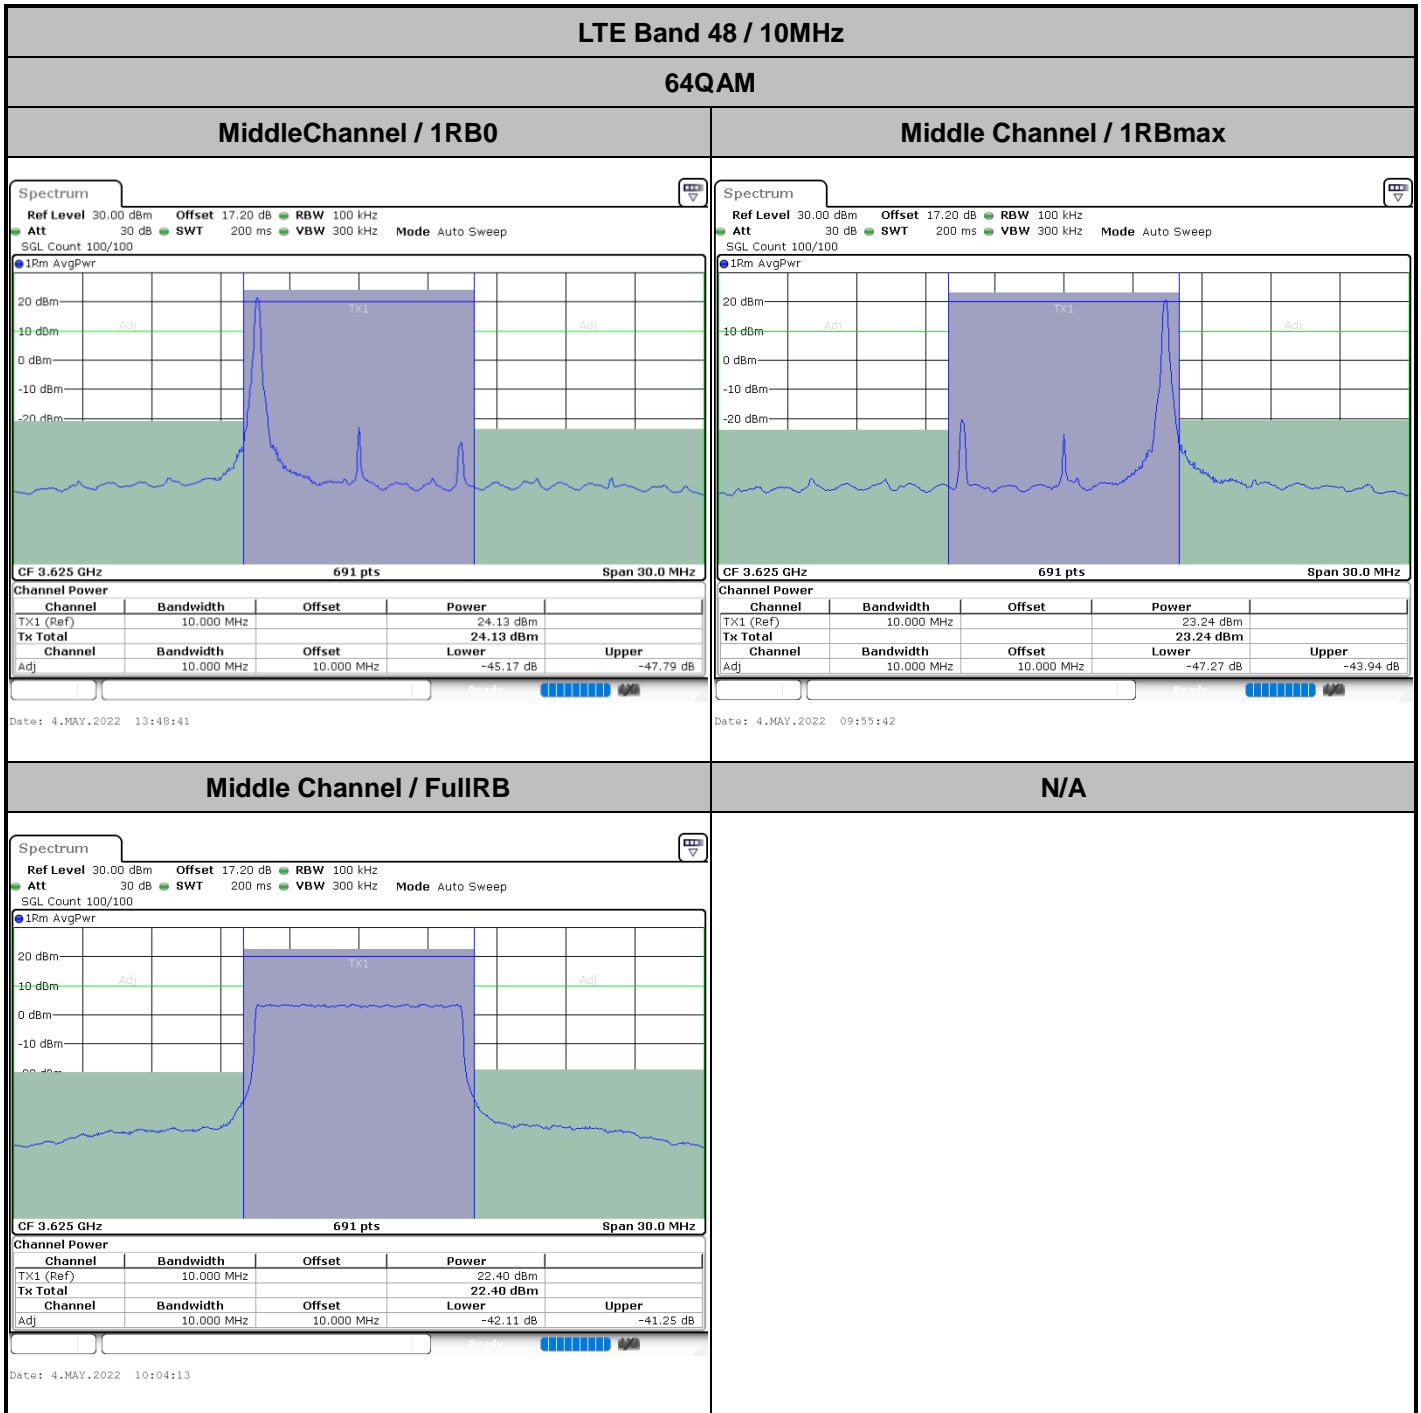 LTE Band 48 / 10MHz
64QAM
MiddleChannel / 1RB0
Middle Channel / 1RBmax
Spectrum
Ref Level 30.00 dBm Offset 17.20 dB RBW 100 kHz
Att 30 dB SWT 200 ms VBW 300 kHz Mode Auto Sweep
SGL Count 100/100
1Rm AvgPwr
TX1
Adj
Adj
20 dBm
10 dBm
0 dBm
-10 dBm
-20 dBm
CF 3.625 GHz 691 pts Span 30.0 MHz
Channel Power
Channel Bandwidth Offset Power
TX1 (Ref) 10.000 MHz 24.13 dBm
Tx Total 24.13 dBm
Channel Bandwidth Offset Lower Upper
Adj 10.000 MHz 10.000 MHz -45.17 dB -47.79 dB
Ready
Date: 4.MAY.2022 13:48:41
Spectrum
Ref Level 30.00 dBm Offset 17.20 dB RBW 100 kHz
Att 30 dB SWT 200 ms VBW 300 kHz Mode Auto Sweep
SGL Count 100/100
1Rm AvgPwr
TX1
Adj
Adj
20 dBm
10 dBm
0 dBm
-10 dBm
-20 dBm
CF 3.625 GHz 691 pts Span 30.0 MHz
Channel Power
Channel Bandwidth Offset Power
TX1 (Ref) 10.000 MHz 23.24 dBm
Tx Total 23.24 dBm
Channel Bandwidth Offset Lower Upper
Adj 10.000 MHz 10.000 MHz -47.27 dB -43.94 dB
Ready
Date: 4.MAY.2022 09:55:42
Middle Channel / FullRB
N/A
Spectrum
Ref Level 30.00 dBm Offset 17.20 dB RBW 100 kHz
Att 30 dB SWT 200 ms VBW 300 kHz Mode Auto Sweep
SGL Count 100/100
1Rm AvgPwr
TX1
Adj
Adj
20 dBm
10 dBm
0 dBm
-10 dBm
-20 dBm
CF 3.625 GHz 691 pts Span 30.0 MHz
Channel Power
Channel Bandwidth Offset Power
TX1 (Ref) 10.000 MHz 22.40 dBm
Tx Total 22.40 dBm
Channel Bandwidth Offset Lower Upper
Adj 10.000 MHz 10.000 MHz -42.11 dB -41.25 dB
Ready
Date: 4.MAY.2022 10:04:13